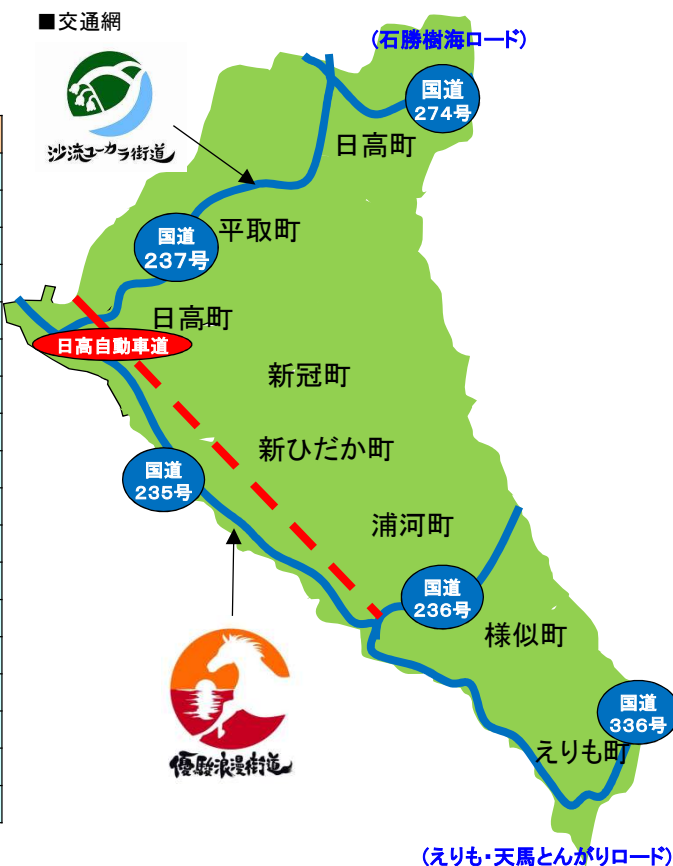 ■交通網
(石勝樹海ロード)
国道
274号
沙流ユーカラ街道
日高町
平取町
国道
237号
日高町
日高自動車道
新冠町
新ひだか町
国道
235号
浦河町
国道
236号
様似町
国道
336号
えりも町
優駿浪漫街道
(えりも・天馬とんがりロード)